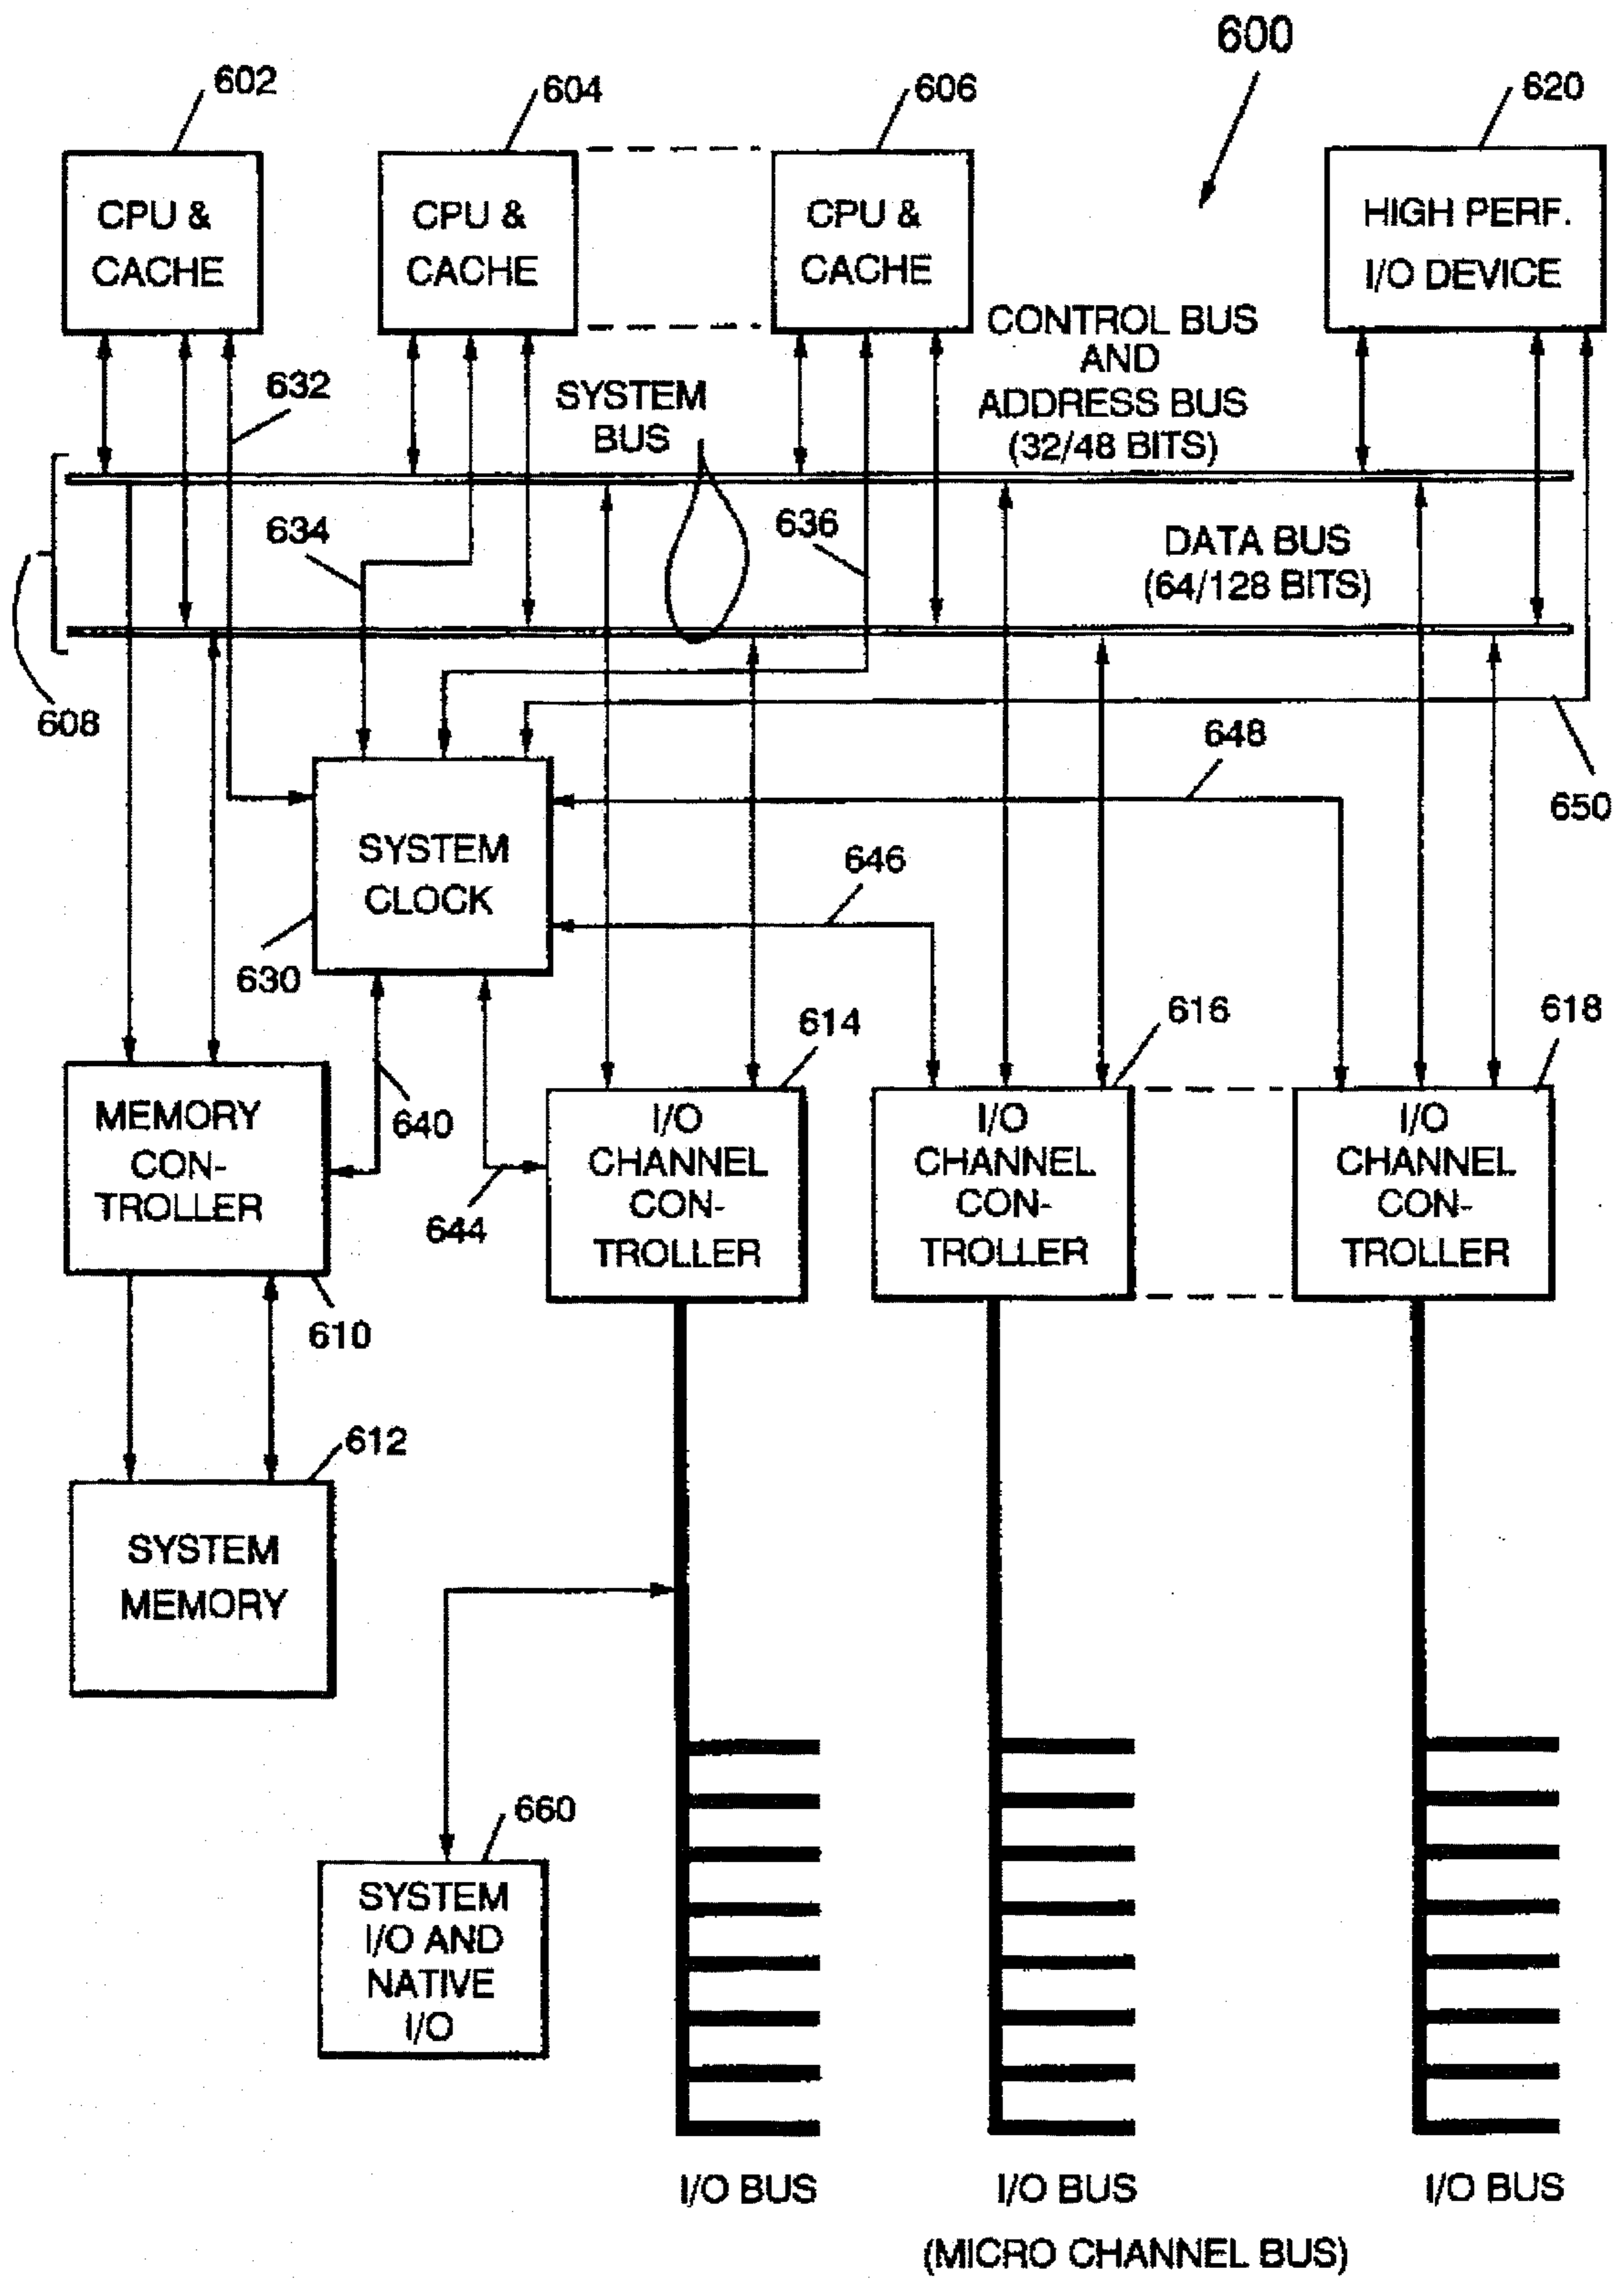 600
602
604
606
620
CPU &
CACHE
CPU &
CACHE
CPU &
CACHE
HIGH PERF.
I/O DEVICE
CONTROL BUS
AND
ADDRESS BUS
(32/48 BITS)
632
SYSTEM
BUS
634
636
DATA BUS
(64/128 BITS)
608
648
650
SYSTEM
CLOCK
646
630
614
616
618
MEMORY
CON-
TROLLER
640
644
I/O
CHANNEL
CON-
TROLLER
I/O
CHANNEL
CON-
TROLLER
I/O
CHANNEL
CON-
TROLLER
610
612
SYSTEM
MEMORY
660
SYSTEM
I/O AND
NATIVE
I/O
I/O BUS
I/O BUS
I/O BUS
(MICRO CHANNEL BUS)